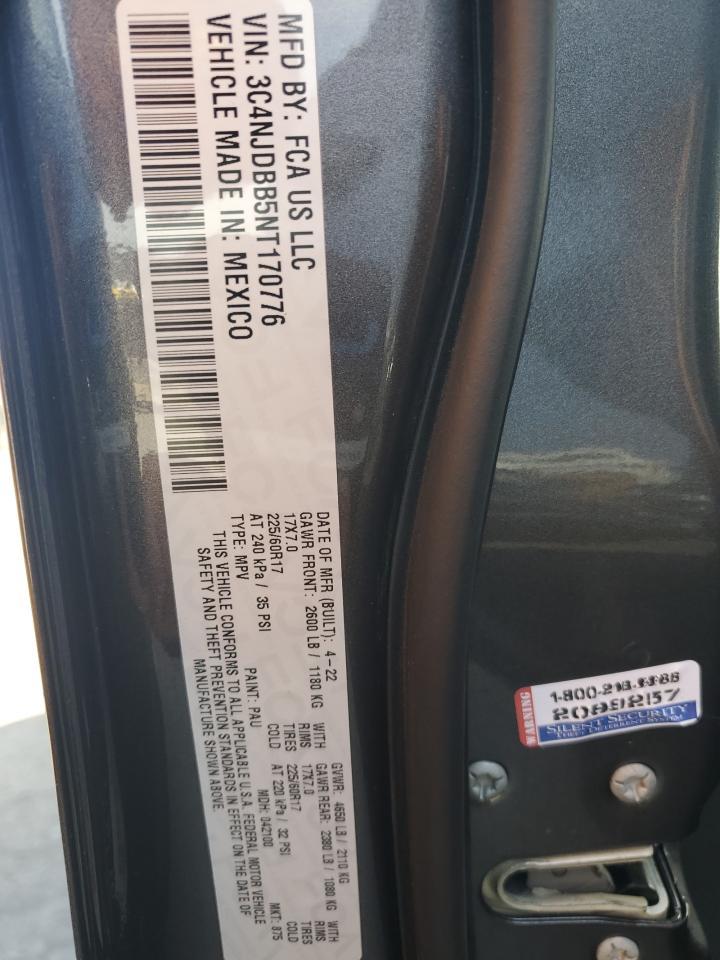 MFD BY: FCA US LLC
VIN: 3C4NJDBB5NT170776
VEHICLE MADE IN: MEXICO
DATE OF MFR (BUILT): 4-22 GVWR: 4650 LB / 2110 KG
GAWR FRONT: 2600 LB / 1180 KG WITH GAWR REAR: 2380 LB / 1080 KG WITH
17X7.0 RIMS 17X7.0 RIMS
225/60R17 TIRES 225/60R17 TIRES
AT 240 kPa / 35 PSI COLD AT 220 kPa / 32 PSI COLD
TYPE: MPV PAINT: PAU MDH: 042100 MKT: 875
THIS VEHICLE CONFORMS TO ALL APPLICABLE U.S.A. FEDERAL MOTOR VEHICLE
SAFETY AND THEFT PREVENTION STANDARDS IN EFFECT ON THE DATE OF
MANUFACTURE SHOWN ABOVE.
WARNING
2089257
SILENT SECURITY
THEFT DETERRENT SYSTEM